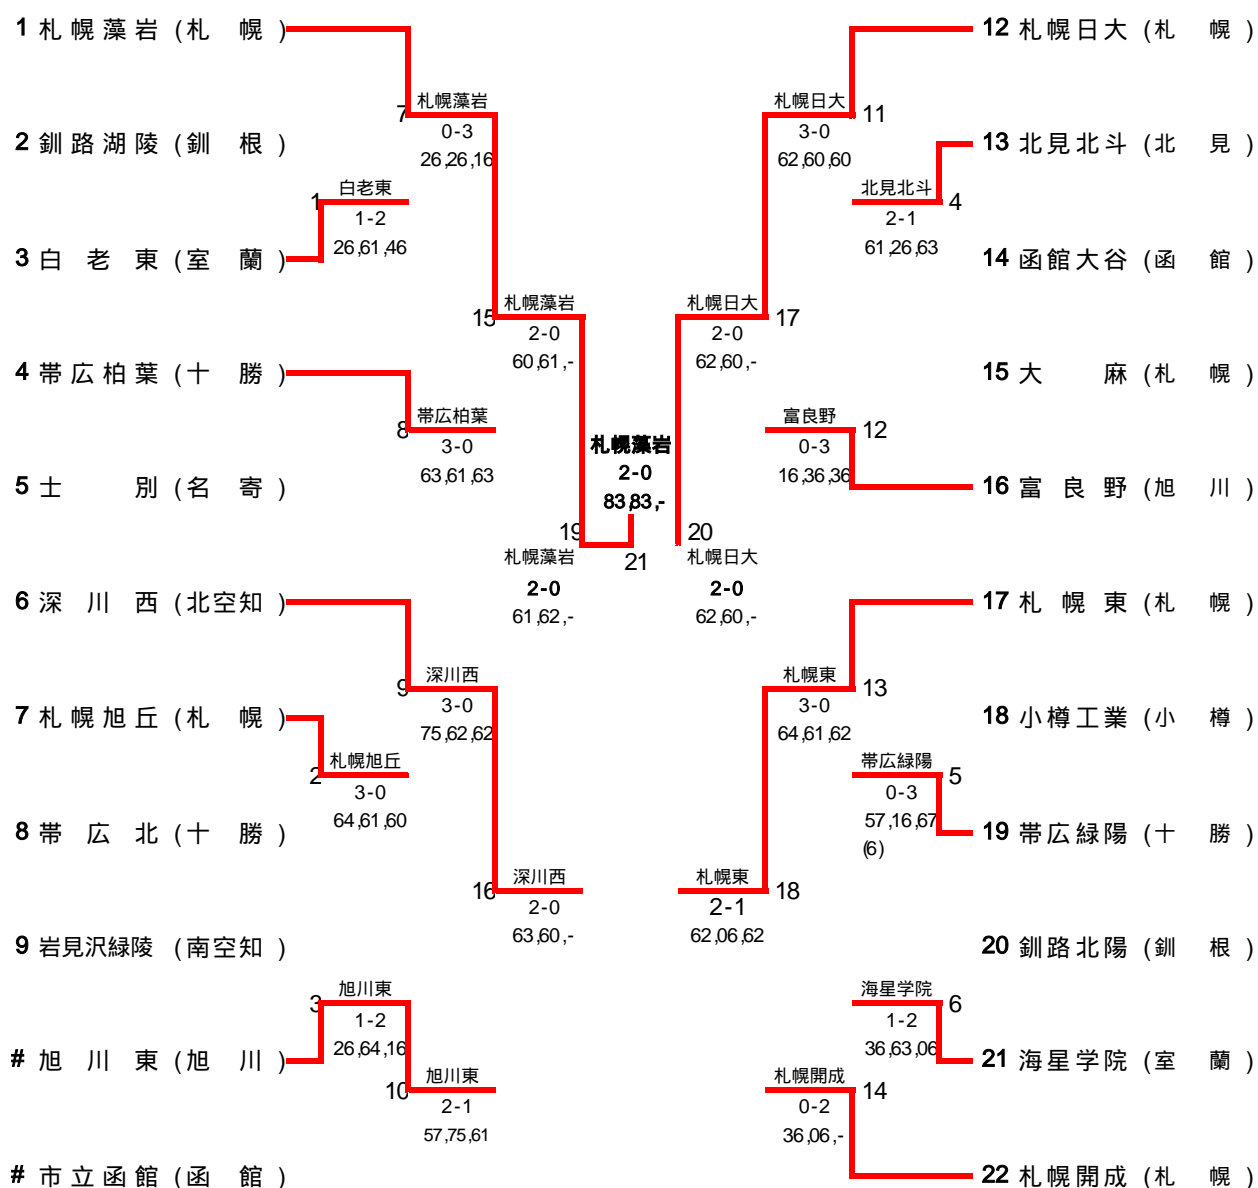 1 札幌藻岩 (札 幌)
7 札幌藻岩
0-3
26,26,16
2 釧路湖陵 (釧 根)
1 白老東
1-2
26,61,46
3 白老東 (室 蘭)
15 札幌藻岩
2-0
60,61,-
4 帯広柏葉 (十 勝)
8 帯広柏葉
3-0
63,61,63
5 士別 (名 寄)
19
札幌藻岩
2-0
61,62,-
6 深川西 (北空知)
9 深川西
3-0
75,62,62
7 札幌旭丘 (札 幌)
2 札幌旭丘
3-0
64,61,60
8 帯広北 (十 勝)
16 深川西
2-0
63,60,-
9 岩見沢緑陵 (南空知)
3 旭川東
1-2
26,64,16
# 旭川東 (旭 川)
10 旭川東
2-1
57,75,61
# 市立函館 (函 館)
札幌藻岩
2-0
83,83,-
21
12 札幌日大 (札 幌)
札幌日大 11
3-0
62,60,60
13 北見北斗 (北 見)
北見北斗 4
2-1
61,26,63
14 函館大谷 (函 館)
札幌日大 17
2-0
62,60,-
15 大麻 (札 幌)
富良野 12
0-3
16,36,36
16 富良野 (旭 川)
20
札幌日大
2-0
62,60,-
17 札幌東 (札 幌)
札幌東 13
3-0
64,61,62
18 小樽工業 (小 樽)
帯広緑陽 5
0-3
57,16,67
(6)
19 帯広緑陽 (十 勝)
札幌東 18
2-1
62,06,62
20 釧路北陽 (釧 根)
海星学院 6
1-2
36,63,06
21 海星学院 (室 蘭)
札幌開成 14
0-2
36,06,-
22 札幌開成 (札 幌)